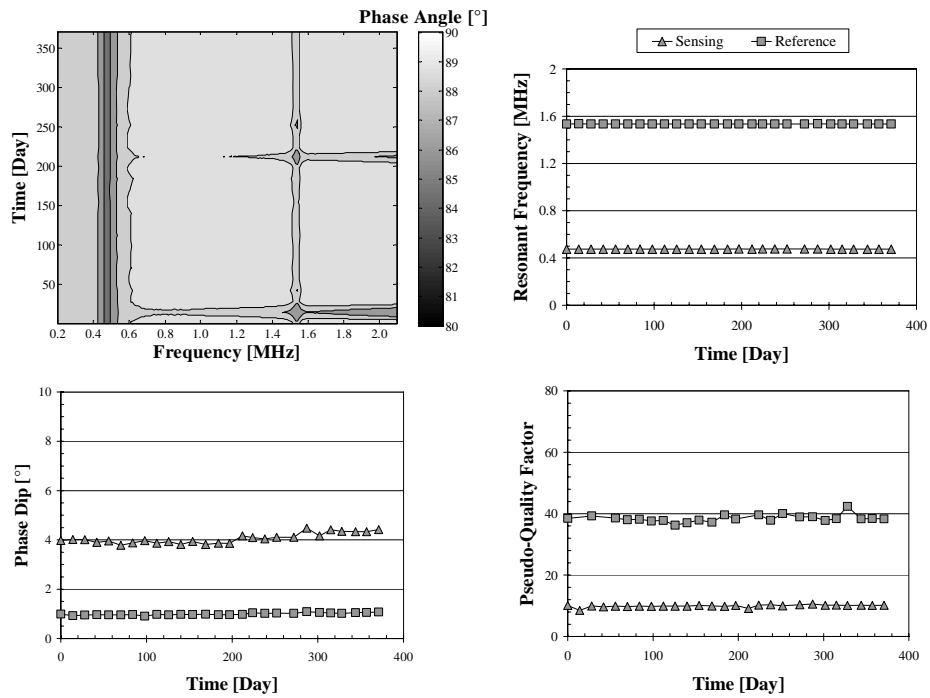 Phase Angle [°]
350
300
250
200
150
100
50
Time [Day]
0.2 0.4 0.6 0.8 1.0 1.2 1.4 1.6 1.8 2.0
Frequency [MHz]
90
89
88
87
86
85
84
83
82
81
80
Sensing Reference
2
1.6
1.2
0.8
0.4
0
Resonant Frequency [MHz]
0 100 200 300 400
Time [Day]
10
8
6
4
2
0
Phase Dip [°]
0 100 200 300 400
Time [Day]
80
60
40
20
0
Pseudo-Quality Factor
0 100 200 300 400
Time [Day]